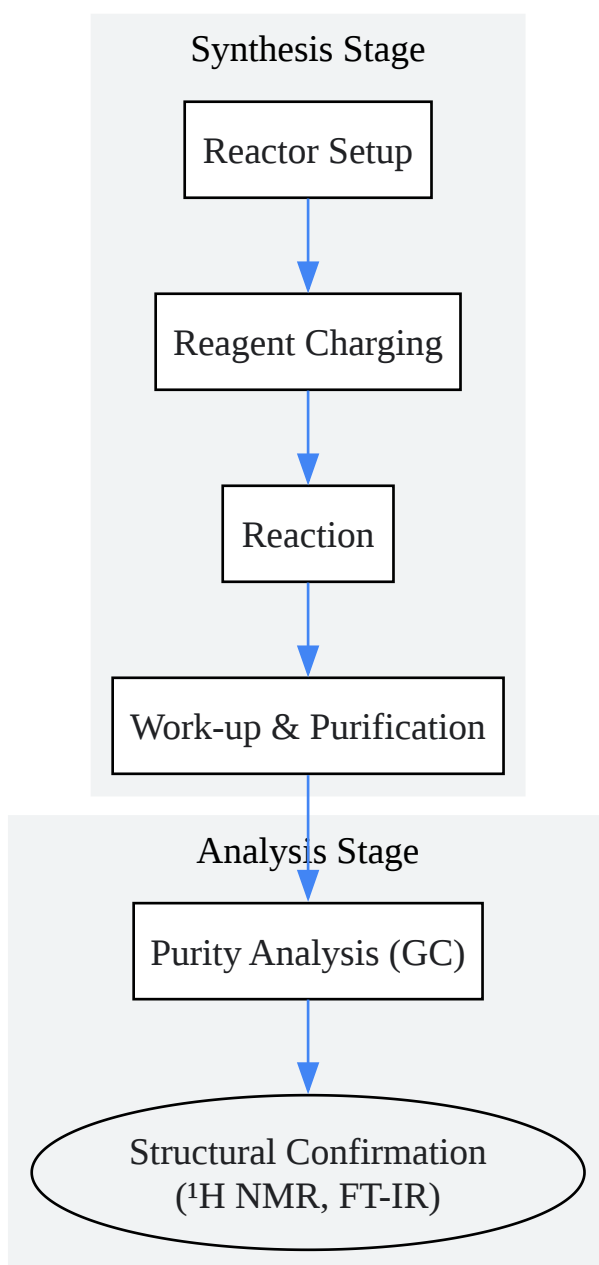 Synthesis Stage
Reactor Setup
Reagent Charging
Reaction
Work-up & Purification
Analysis Stage
Purity Analysis (GC)
Structural Confirmation
(¹H NMR, FT-IR)